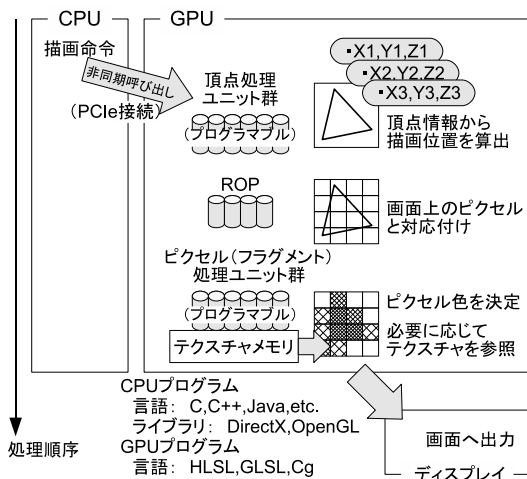 CPU
GPU
描画命令
非同期呼び出し
(PCIe接続)
頂点処理
ユニット群
(プログラマブル)
・X1,Y1,Z1
・X2,Y2,Z2
・X3,Y3,Z3
頂点情報から
描画位置を算出
ROP
画面上のピクセル
と対応付け
ピクセル(フラグメント)
処理ユニット群
(プログラマブル)
テクスチャメモリ
ピクセル色を決定
必要に応じて
テクスチャを参照
処理順序
CPUプログラム
言語: C,C++,Java,etc.
ライブラリ: DirectX,OpenGL
GPUプログラム
言語: HLSL,GLSL,Cg
画面へ出力
ディスプレイ